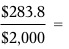 $283.8
$2,000 =